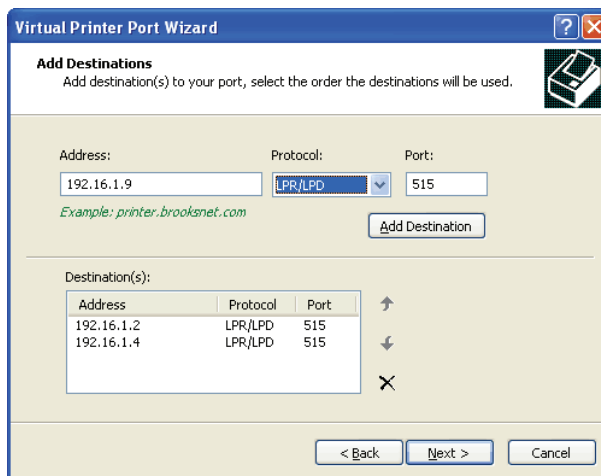 Virtual Printer Port Wizard
Add Destinations
Add destination(s) to your port, select the order the destinations will be used.
Address: Protocol: Port:
192.16.1.9 LPR/LPD 515
Example: printer.brooksnet.com
Add Destination
Destination(s):
Address Protocol Port
192.16.1.2 LPR/LPD 515
192.16.1.4 LPR/LPD 515
< Back Next > Cancel